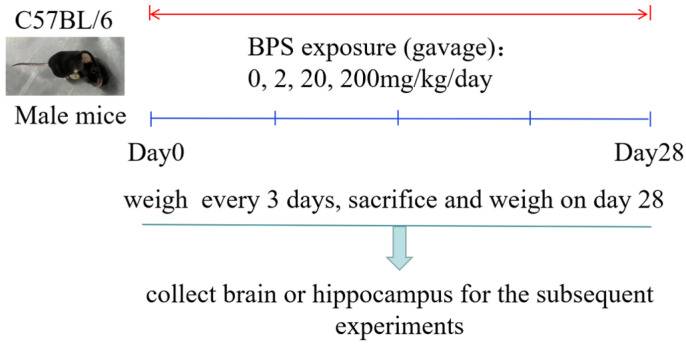 C57BL/6
BPS exposure (gavage)：
0, 2, 20, 200mg/kg/day
Male mice
Day0
Day28
weigh every 3 days, sacrifice and weigh on day 28
collect brain or hippocampus for the subsequent
experiments